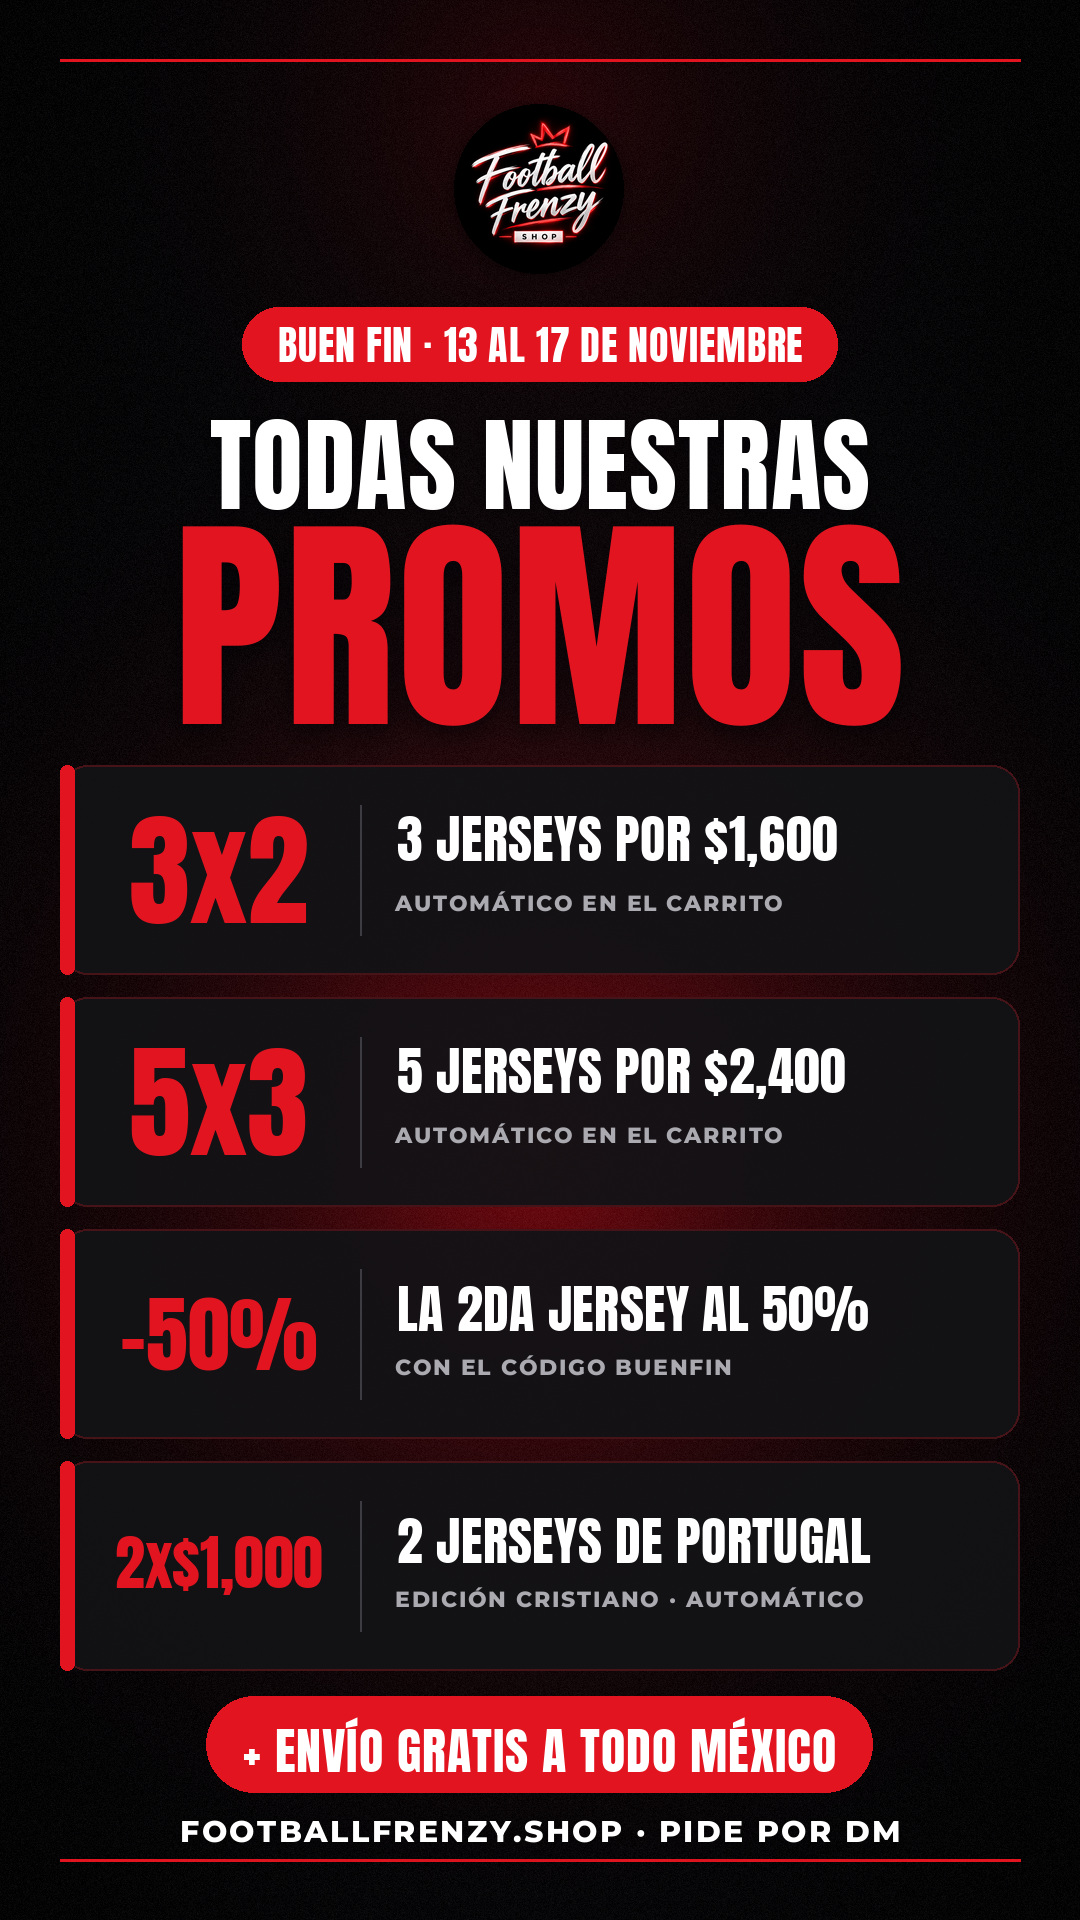 Football
Frenzy
SHOP
BUEN FIN · 13 AL 17 DE NOVIEMBRE
TODAS NUESTRAS
PROMOS
3X2
3 JERSEYS POR $1,600
AUTOMÁTICO EN EL CARRITO
5X3
5 JERSEYS POR $2,400
AUTOMÁTICO EN EL CARRITO
-50%
LA 2DA JERSEY AL 50%
CON EL CÓDIGO BUENFIN
2X$1,000
2 JERSEYS DE PORTUGAL
EDICIÓN CRISTIANO · AUTOMÁTICO
+ ENVÍO GRATIS A TODO MÉXICO
FOOTBALLFRENZY.SHOP · PIDE POR DM